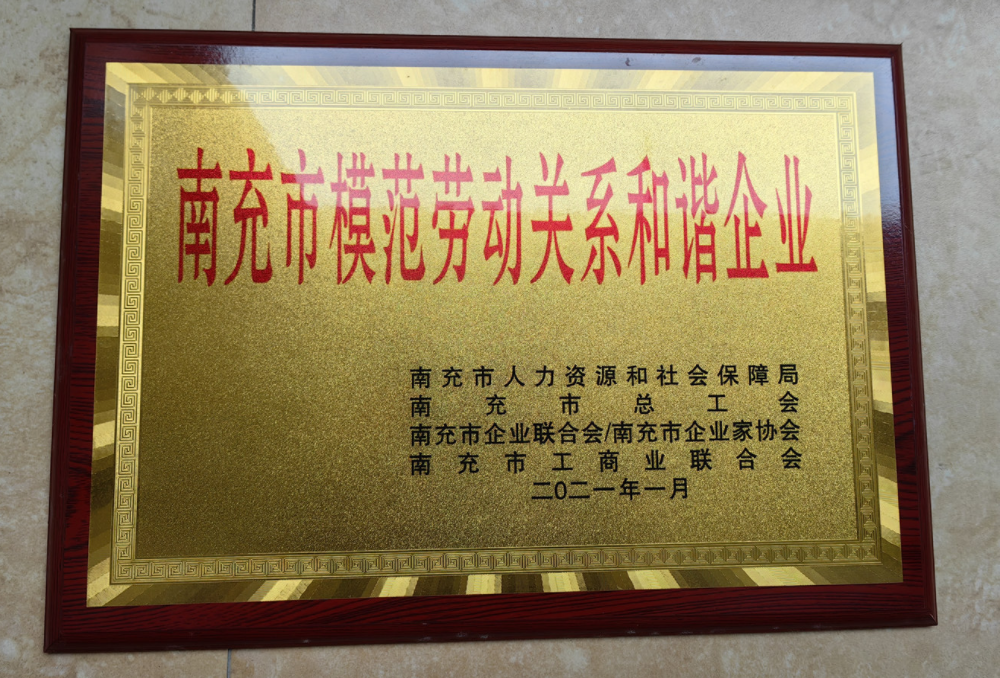 南充市模范劳动关系和谐企业
南充市人力资源和社会保障局
南充市总工会
南充市企业联合会/南充市企业家协会
南充市工商业联合会
二0二一年一月